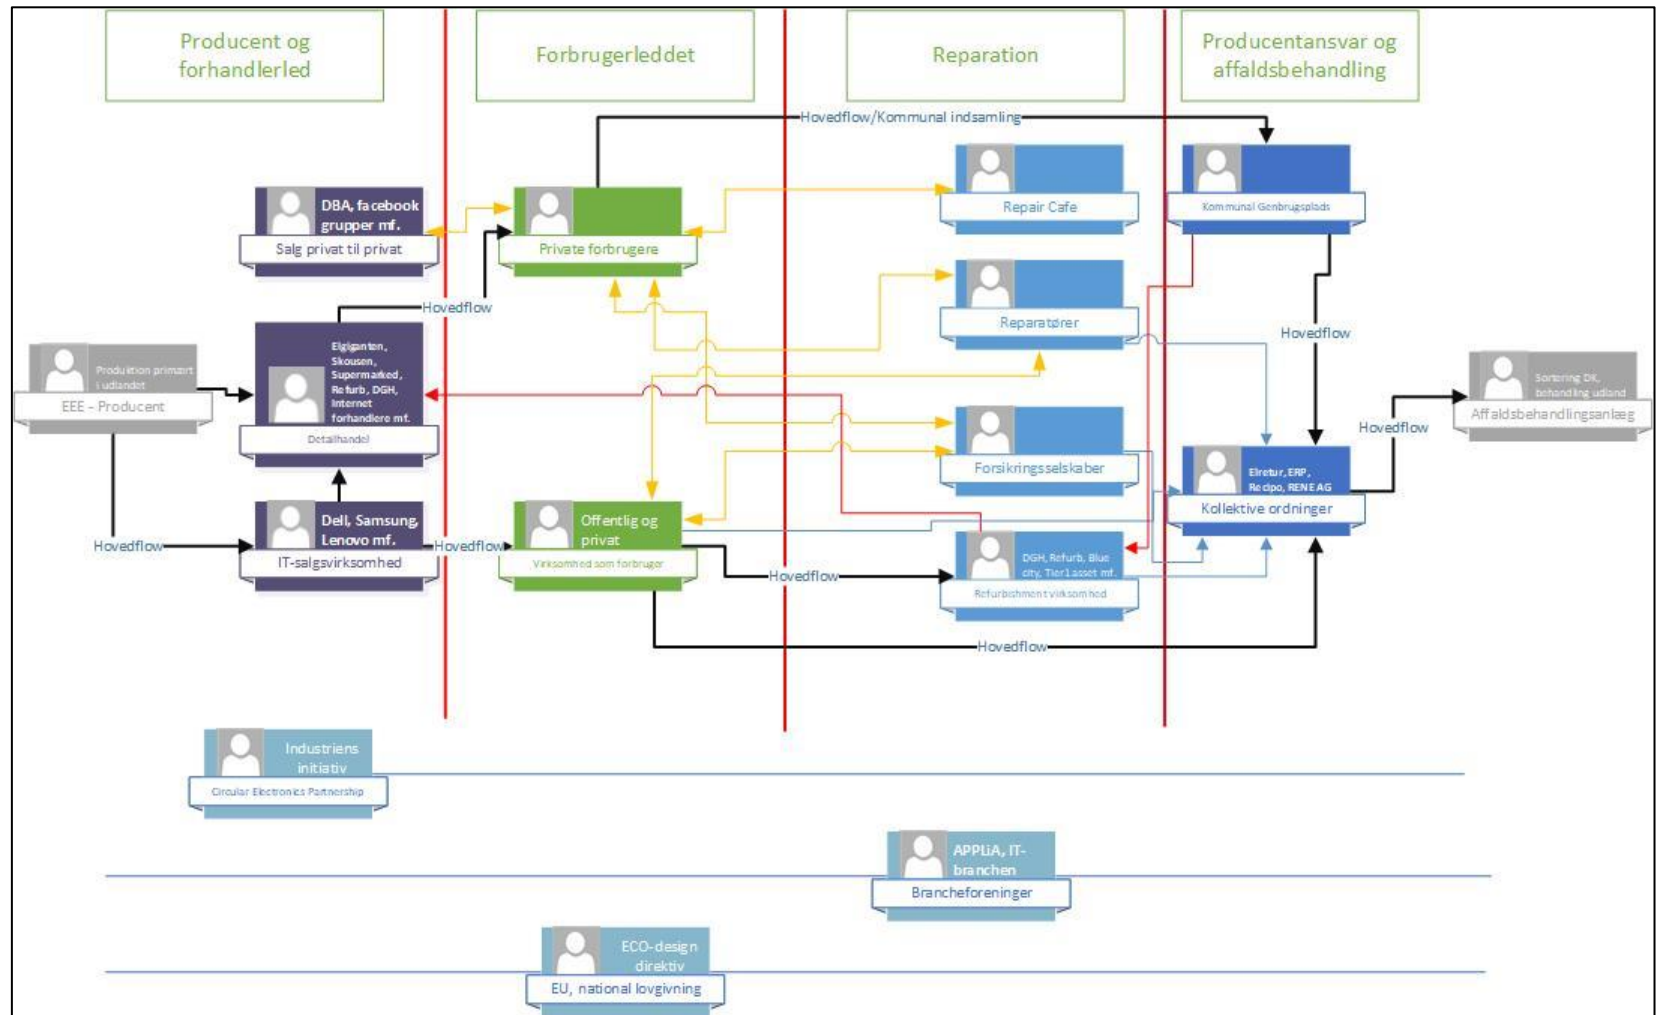 Producent og
forhandlerled
Forbrugerleddet
Reparation
Producentansvar og
affaldsbehandling
Hovedflow/Kommunal indsamling
DBA, facebook
grupper mf.
Salg privat til privat
Private forbrugere
Repair Cafe
Kommunal Genbrugsplads
Hovedflow
Elgiganten,
Skousen,
Supermarked,
Refurb, DGH,
Internet
forhandlere mf.
Detailhandel
Reparatører
Hovedflow
Produktion primært
i udlandet
EEE - Producent
Sortering DK,
behandling udland
Affaldsbehandlingsanlæg
Hovedflow
Forsikringsselskaber
Elretur, ERP,
Recipo, RENE AG
Kollektive ordninger
Hovedflow
Dell, Samsung,
Lenovo mf.
IT-salgsvirksomhed
Hovedflow
Offentlig og
privat
Virksomhed som forbruger
Hovedflow
DGH, Refurb, Blue
city, Tier1 asset mf.
Refurbishment virksomhed
Hovedflow
Industriens
initiativ
Circular Electronics Partnership
APPLiA, IT-
branchen
Brancheforeninger
ECO-design
direktiv
EU, national lovgivning